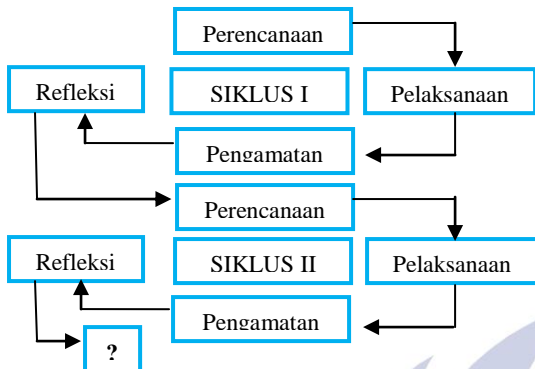 Perencanaan
Refleksi
SIKLUS I
Pelaksanaan
Pengamatan
Perencanaan
Refleksi
SIKLUS II
Pelaksanaan
Pengamatan
?